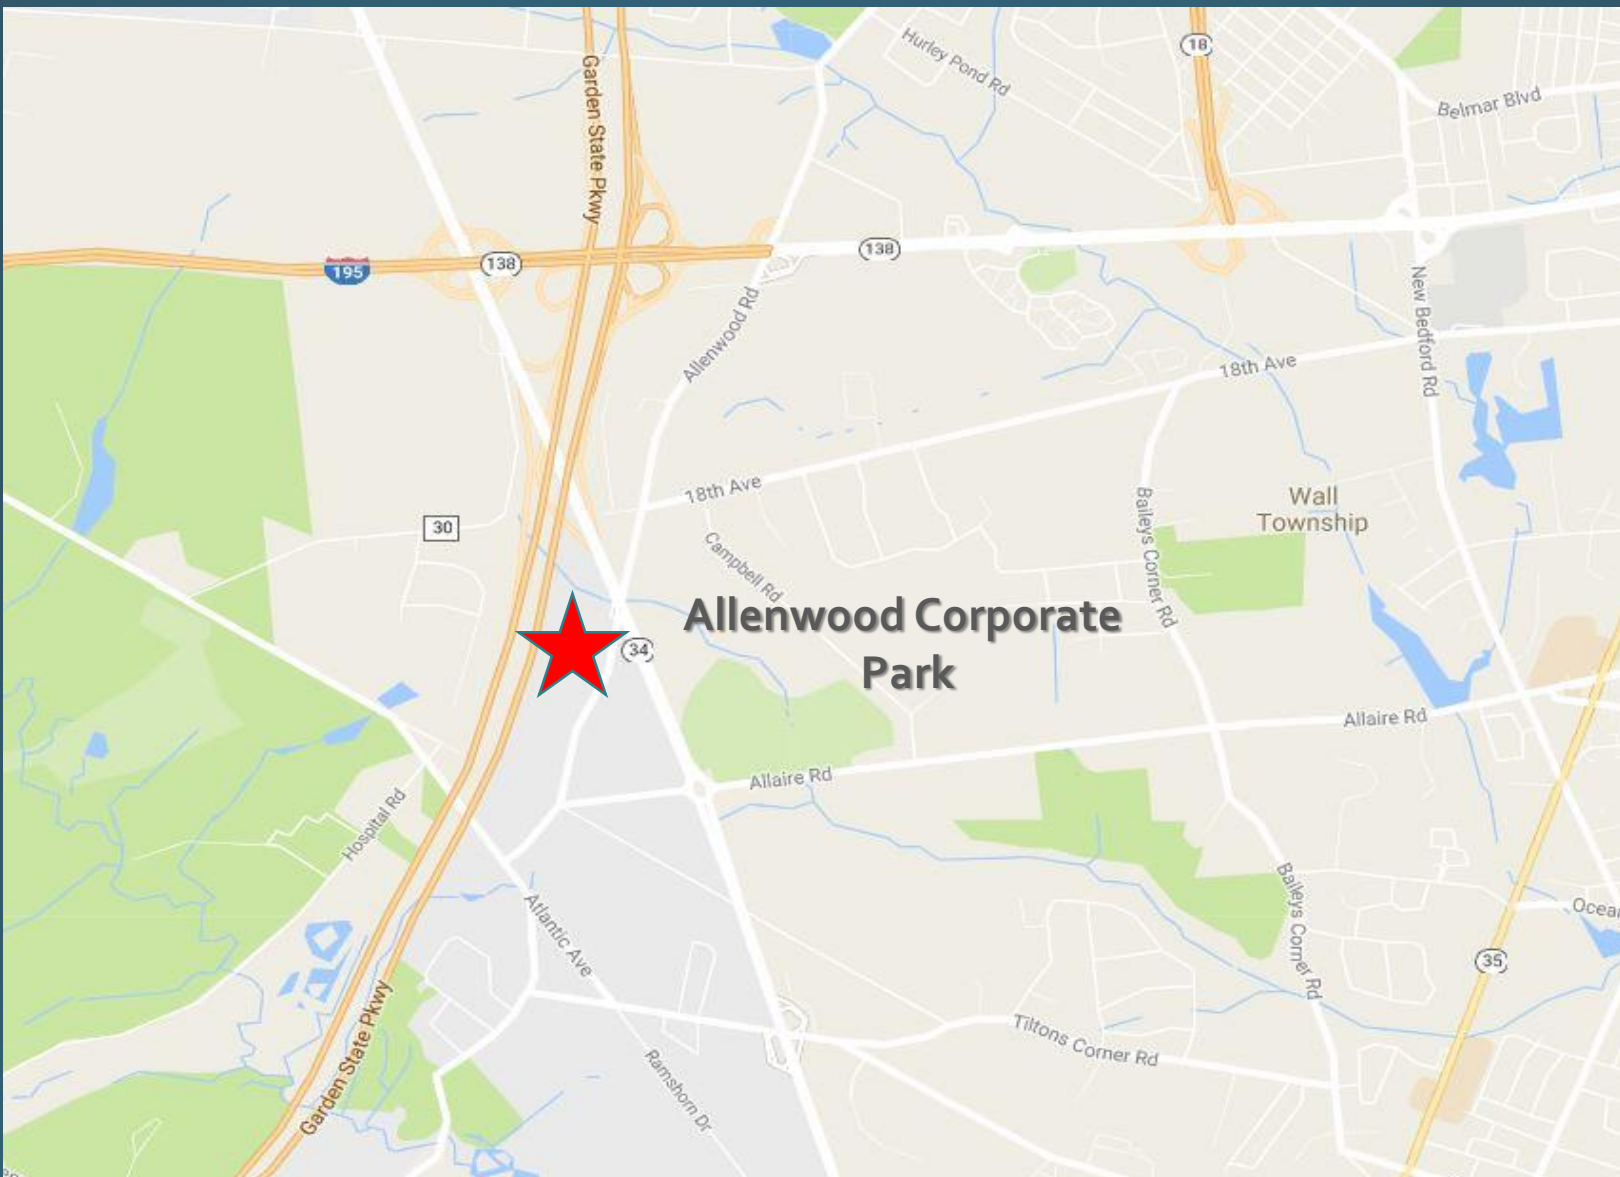 Hurley Pond Rd
18
Belmar Blvd
Garden State Pkwy
195
138
138
Allenwood Rd
New Bedford Rd
18th Ave
18th Ave
30
Campbell Rd
Baileys Corner Rd
Wall
Township
Allenwood Corporate
Park
34
Allaire Rd
Allaire Rd
Hospital Rd
Atlantic Ave
Baileys Corner Rd
35
Garden State Pkwy
Tiltons Corner Rd
Ramshorn Dr